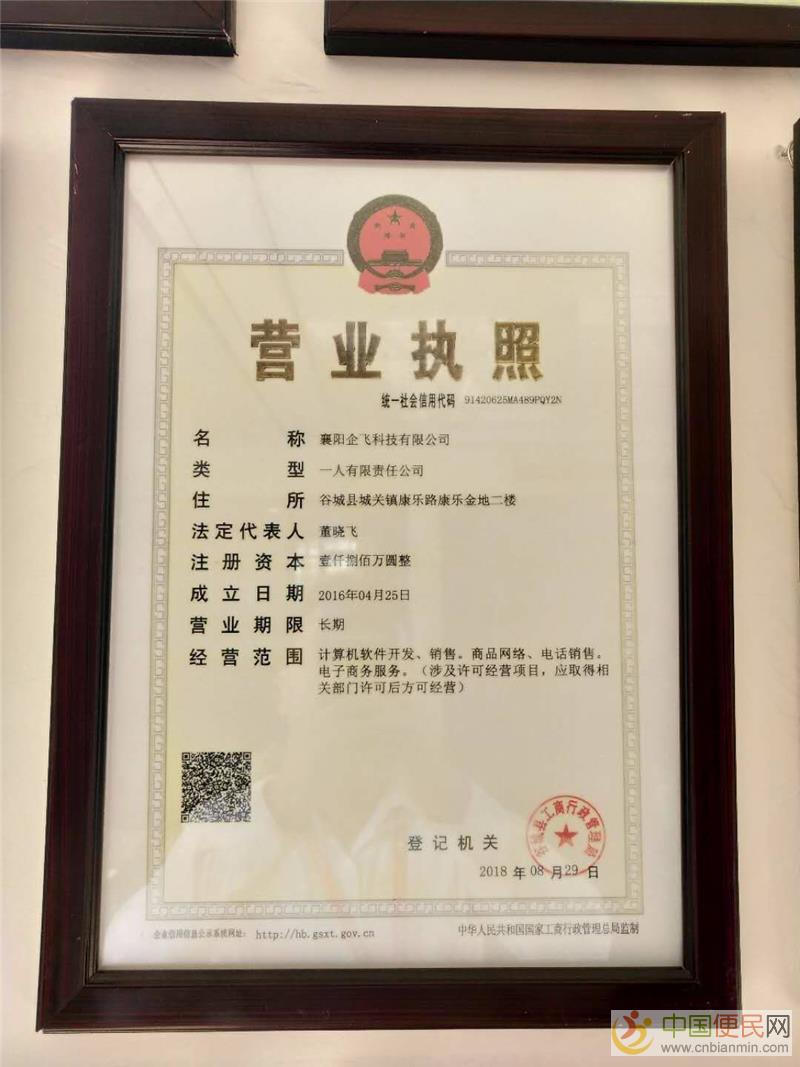 营业执照
统一社会信用代码 91420625MA489PQY2N
名称 襄阳企飞科技有限公司
类型 一人有限责任公司
住所 谷城县城关镇康乐路康乐金地二楼
法定代表人 董晓飞
注册资本 壹仟捌佰万圆整
成立日期 2016年04月25日
营业期限 长期
经营范围 计算机软件开发、销售。商品网络、电话销售。
电子商务服务。（涉及许可经营项目，应取得相
关部门许可后方可经营）
谷城县工商行政管理局
登记机关
2018 年 08 月 29 日
企业信用信息公示系统网址： http://hb.gsxt.gov.cn
中华人民共和国国家工商行政管理总局监制
中国便民网
www.cnbianmin.com